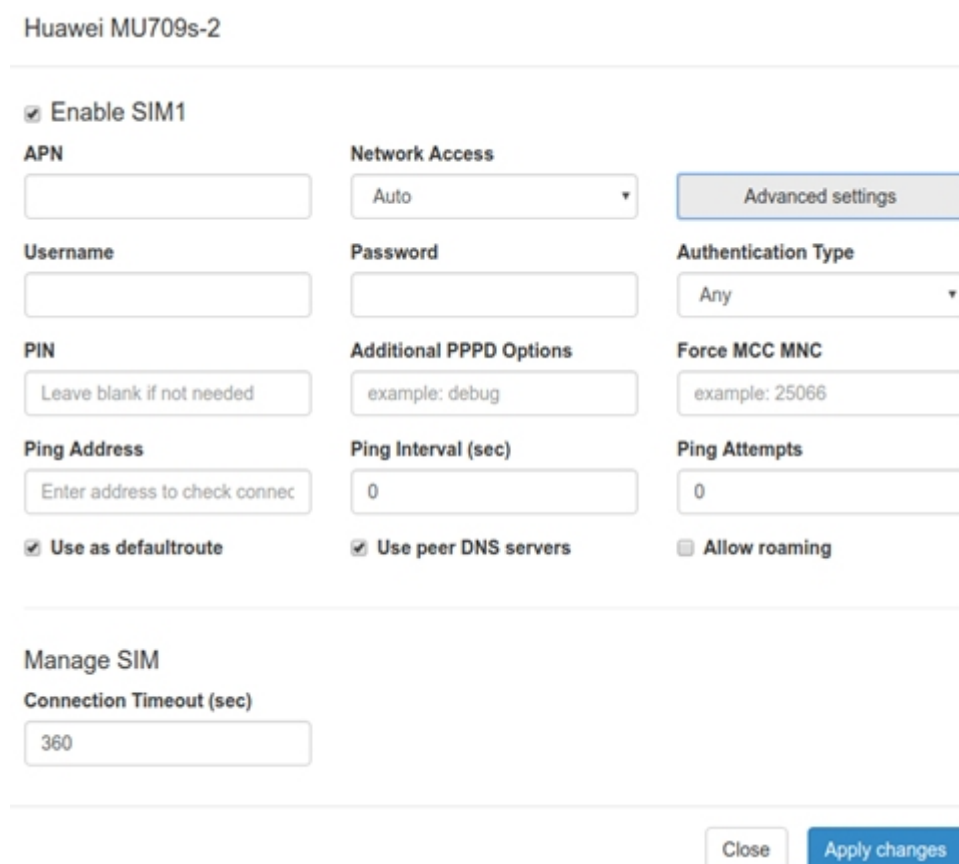 Huawei MU709s-2
Enable SIM1
APN Network Access
Auto Advanced settings
Username Password Authentication Type
Any
PIN Additional PPPD Options Force MCC MNC
Leave blank if not needed example: debug example: 25066
Ping Address Ping Interval (sec) Ping Attempts
Enter address to check connec 0 0
Use as defaultroute Use peer DNS servers Allow roaming
Manage SIM
Connection Timeout (sec)
360
Close Apply changes